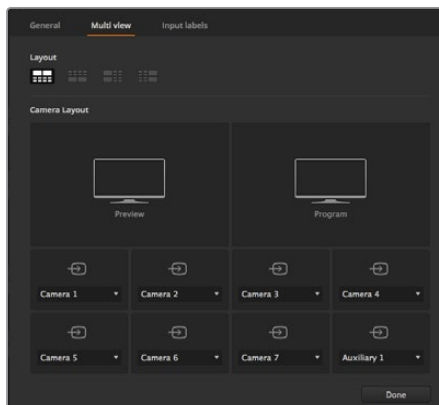 General Multi view Input labels
Layout
Camera Layout
Preview Program
Camera 1 Camera 2 Camera 3 Camera 4
Camera 5 Camera 6 Camera 7 Auxiliary 1
Done